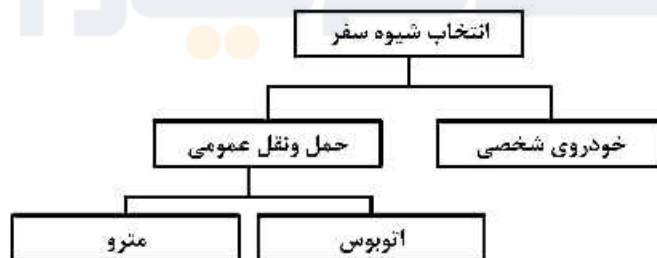 انتخاب شیوه سفر
خودروی شخصی
حمل ونقل عمومی
اتوبوس
مترو